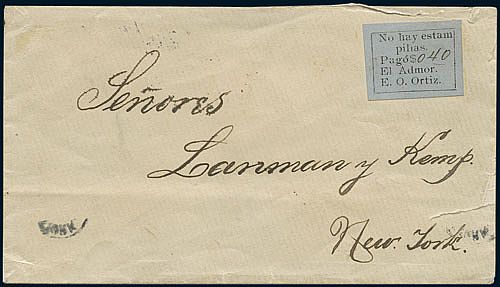 No hay estam
pillas.
Pagó $0 40
El Admor.
E. O. Ortiz.
Señores
Lanman y Kemp.
New. York.